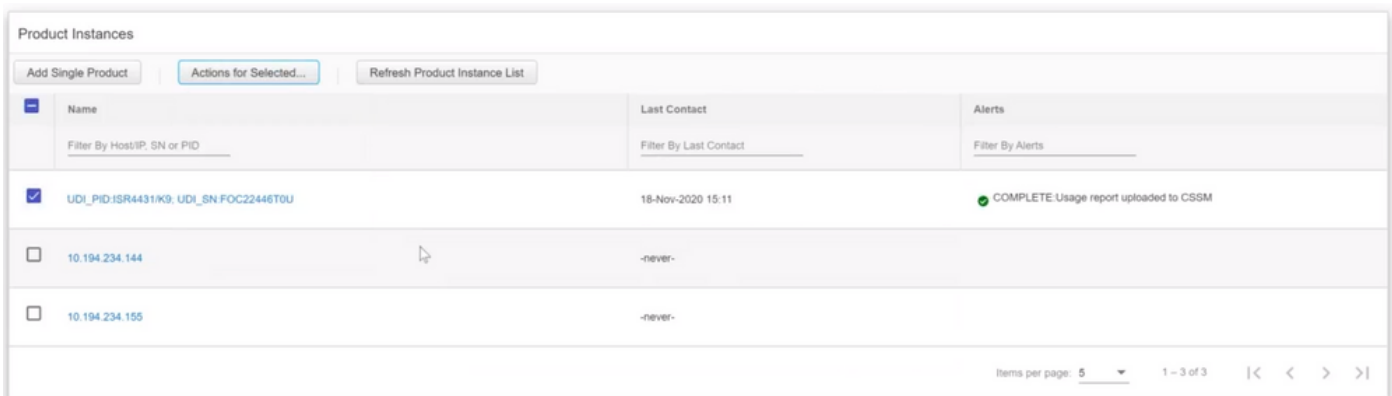 Product Instances
Add Single Product Actions for Selected... Refresh Product Instance List
Name Last Contact Alerts
Filter By Host/IP, SN or PID Filter By Last Contact Filter By Alerts
UDI_PID:ISR4431/K9; UDI_SN:FOC22446T0U 18-Nov-2020 15:11 COMPLETE:Usage report uploaded to CSSM
10.194.234.144 -never-
10.194.234.155 -never-
Items per page: 5 1 – 3 of 3